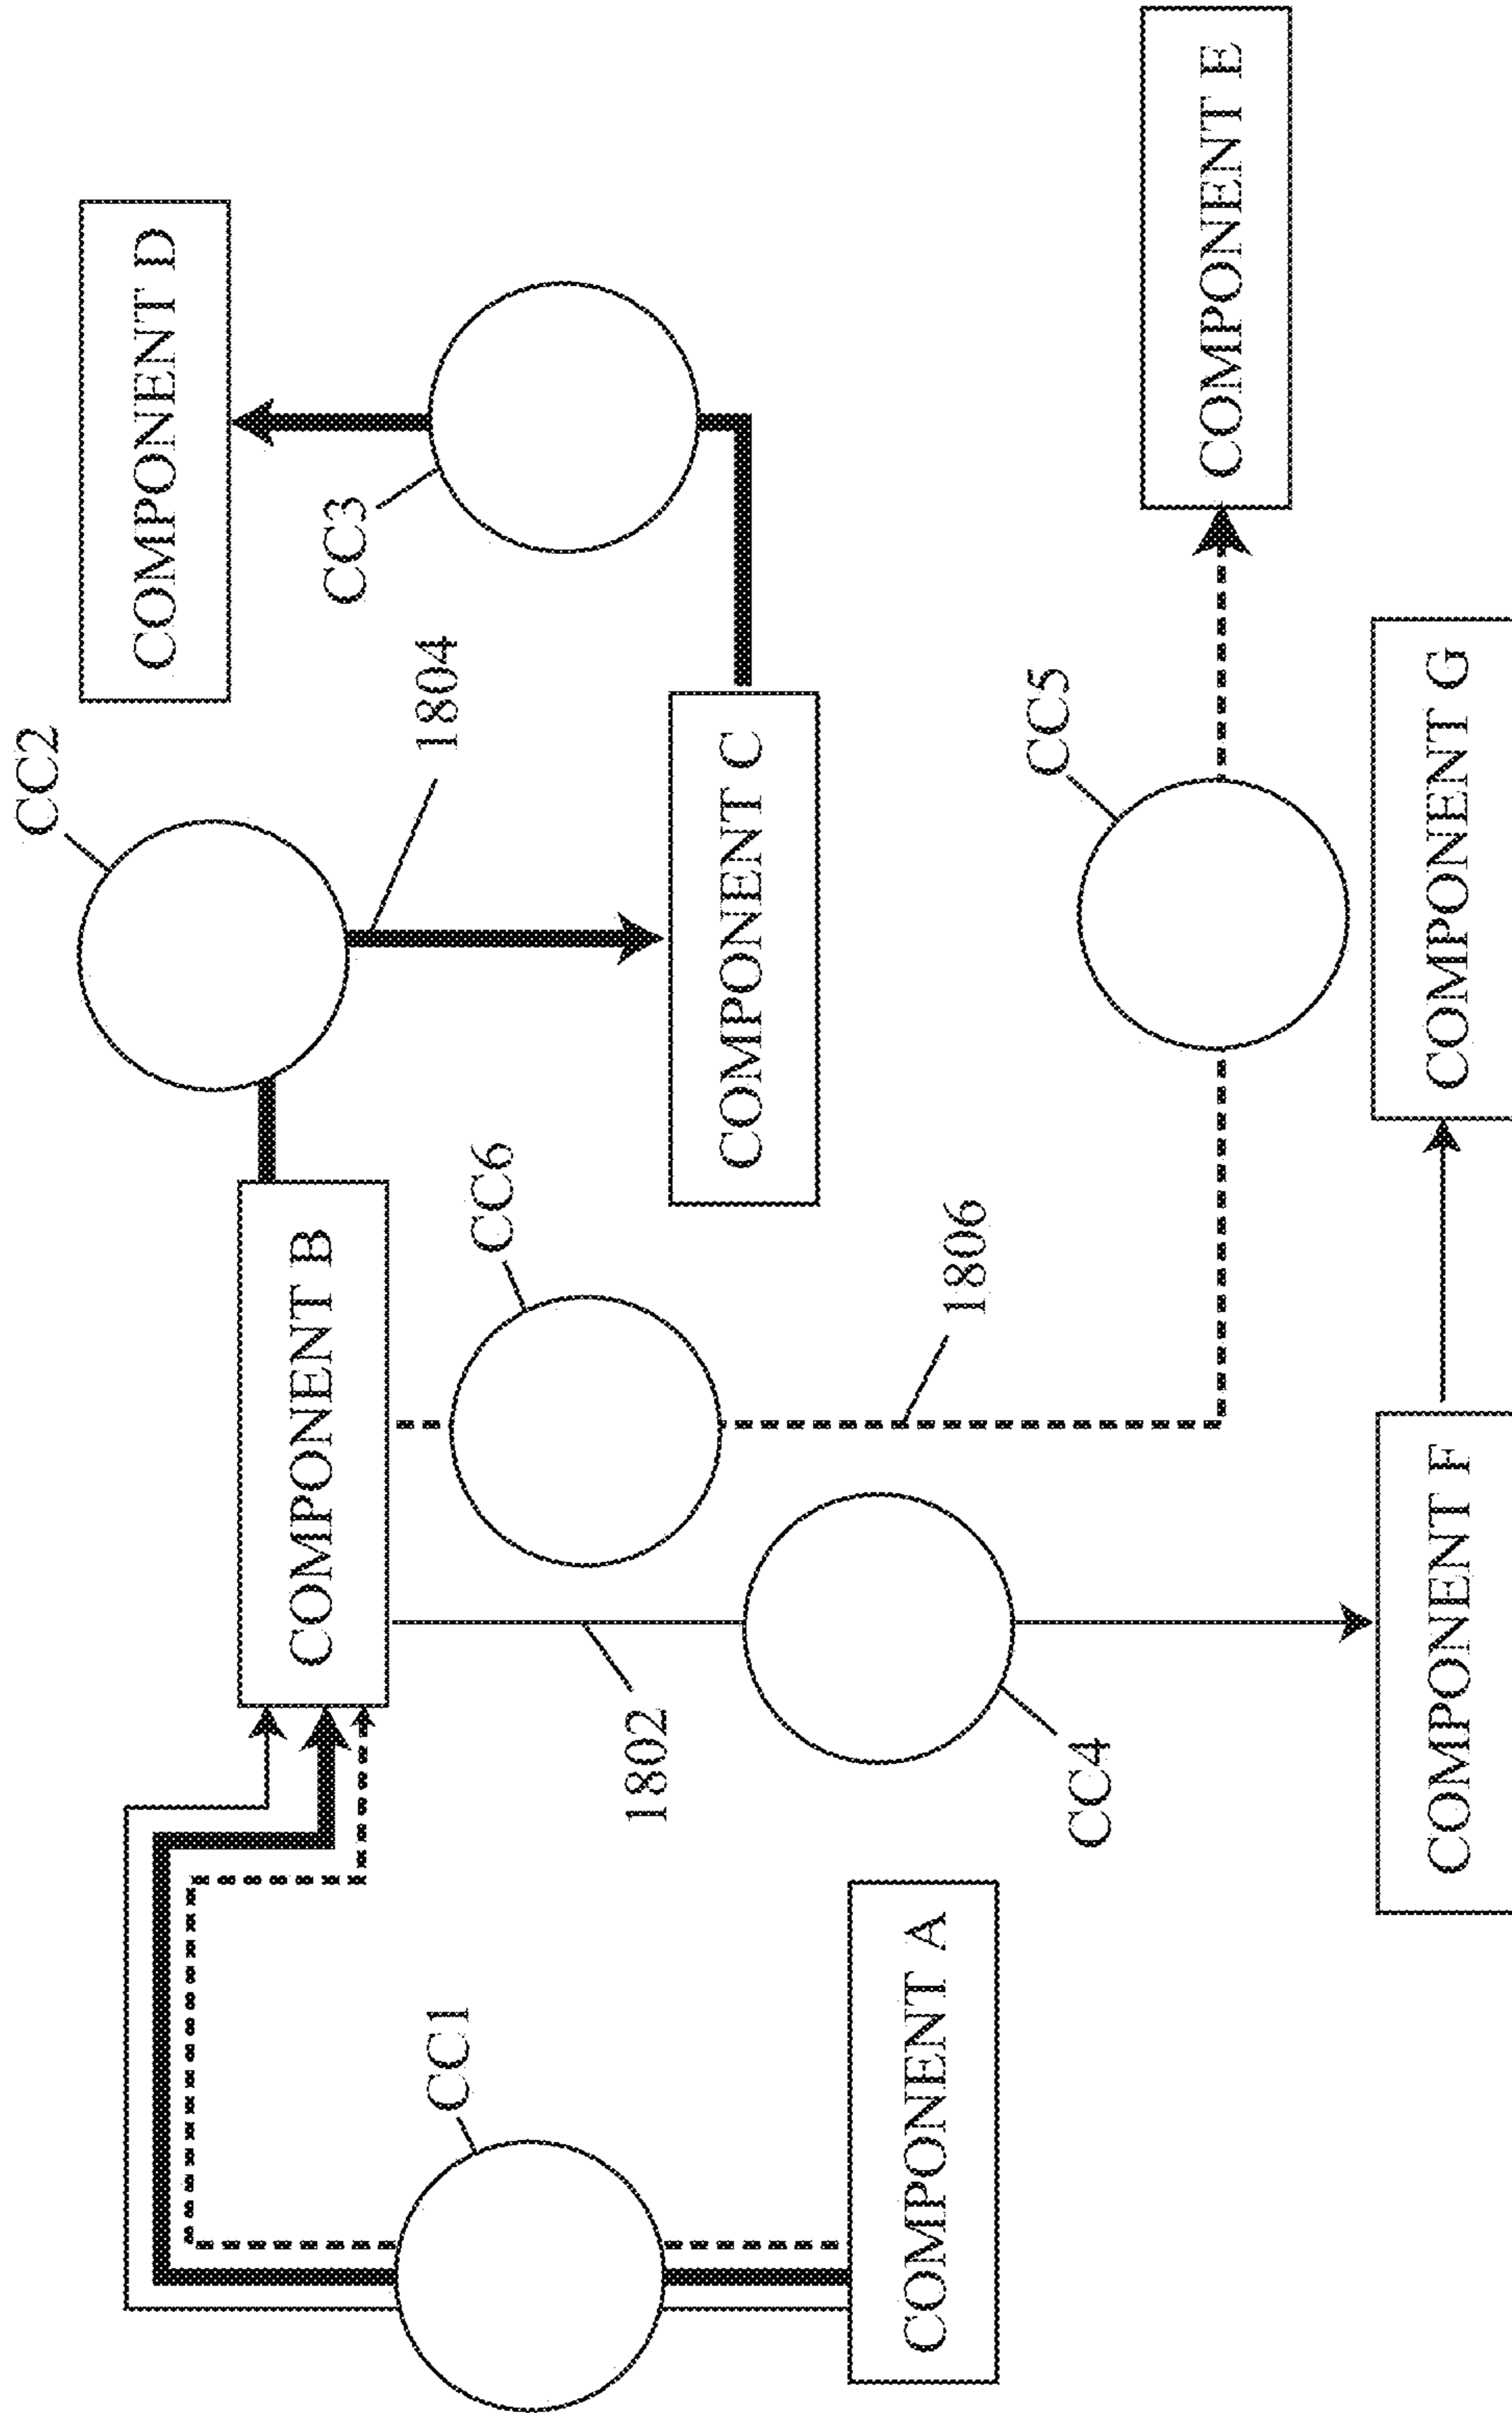 CC2
COMPONENT D
COMPONENT B
CC3
CC1
1804
CC6
1802
COMPONENT C
COMPONENT A
1806
CC5
CC4
COMPONENT E
COMPONENT F
COMPONENT G